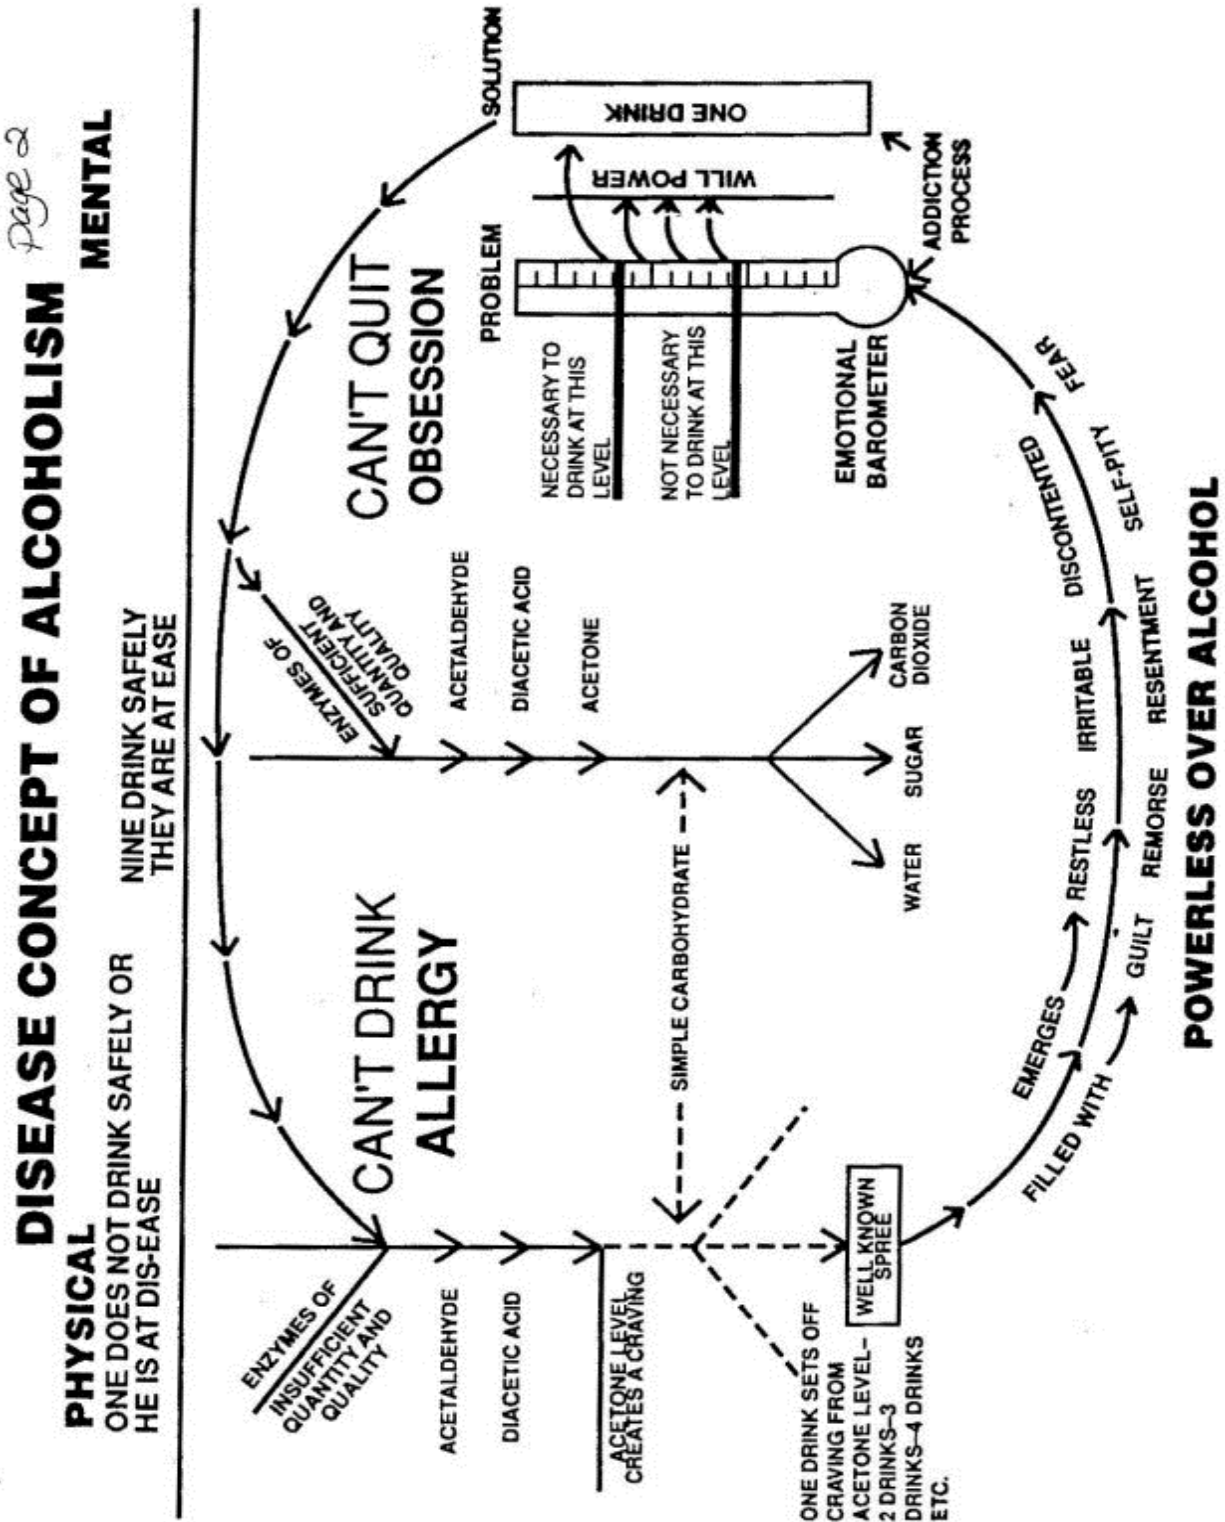 page 2
DISEASE CONCEPT OF ALCOHOLISM
PHYSICAL
MENTAL
ONE DOES NOT DRINK SAFELY OR
HE IS AT DIS-EASE
NINE DRINK SAFELY
THEY ARE AT EASE
ENZYMES OF
INSUFFICIENT
QUANTITY AND
QUALITY
CAN'T DRINK
ALLERGY
ACETALDEHYDE
DIACETIC ACID
ACETONE LEVEL
CREATES A CRAVING
ONE DRINK SETS OFF
CRAVING FROM
ACETONE LEVEL–
2 DRINKS–3
DRINKS–4 DRINKS
ETC.
WELL KNOWN
SPREE
SIMPLE CARBOHYDRATE
ENZYMES OF
SUFFICIENT
QUANTITY AND
QUALITY
ACETALDEHYDE
DIACETIC ACID
ACETONE
WATER
SUGAR
CARBON
DIOXIDE
CAN'T QUIT
OBSESSION
PROBLEM
SOLUTION
NECESSARY TO
DRINK AT THIS
LEVEL
NOT NECESSARY
TO DRINK AT THIS
LEVEL
WILL POWER
ONE DRINK
EMOTIONAL
BAROMETER
ADDICTION
PROCESS
EMERGES
RESTLESS IRRITABLE DISCONTENTED
FILLED WITH
GUILT REMORSE RESENTMENT SELF-PITY FEAR
POWERLESS OVER ALCOHOL